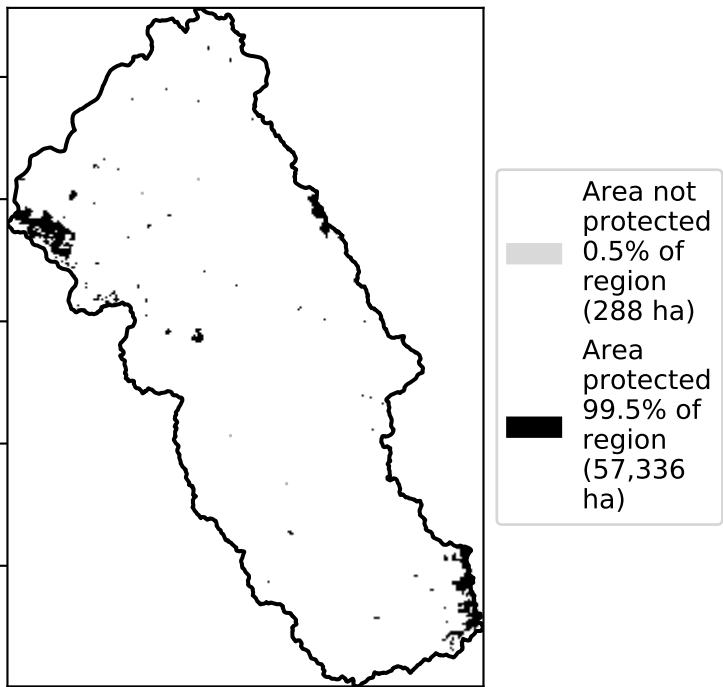 Area not
protected
0.5% of
region
(288 ha)
Area
protected
99.5% of
region
(57,336
ha)